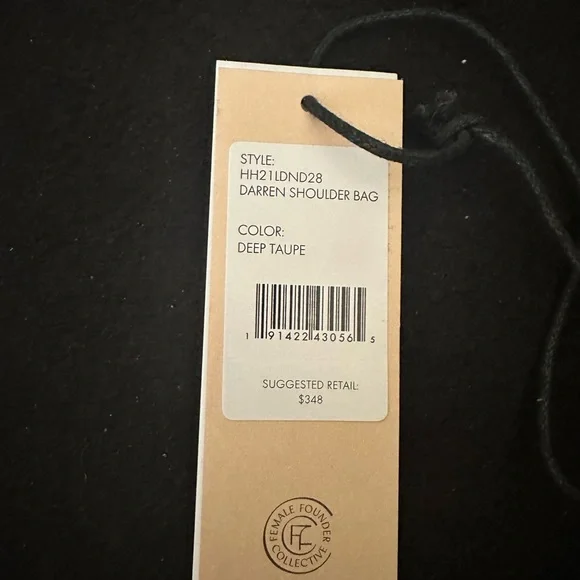 STYLE:
HH21LDND28
DARREN SHOULDER BAG
COLOR:
DEEP TAUPE
1 91422 43056 5
SUGGESTED RETAIL:
$348
FEMALE FOUNDER
FFC
COLLECTIVE